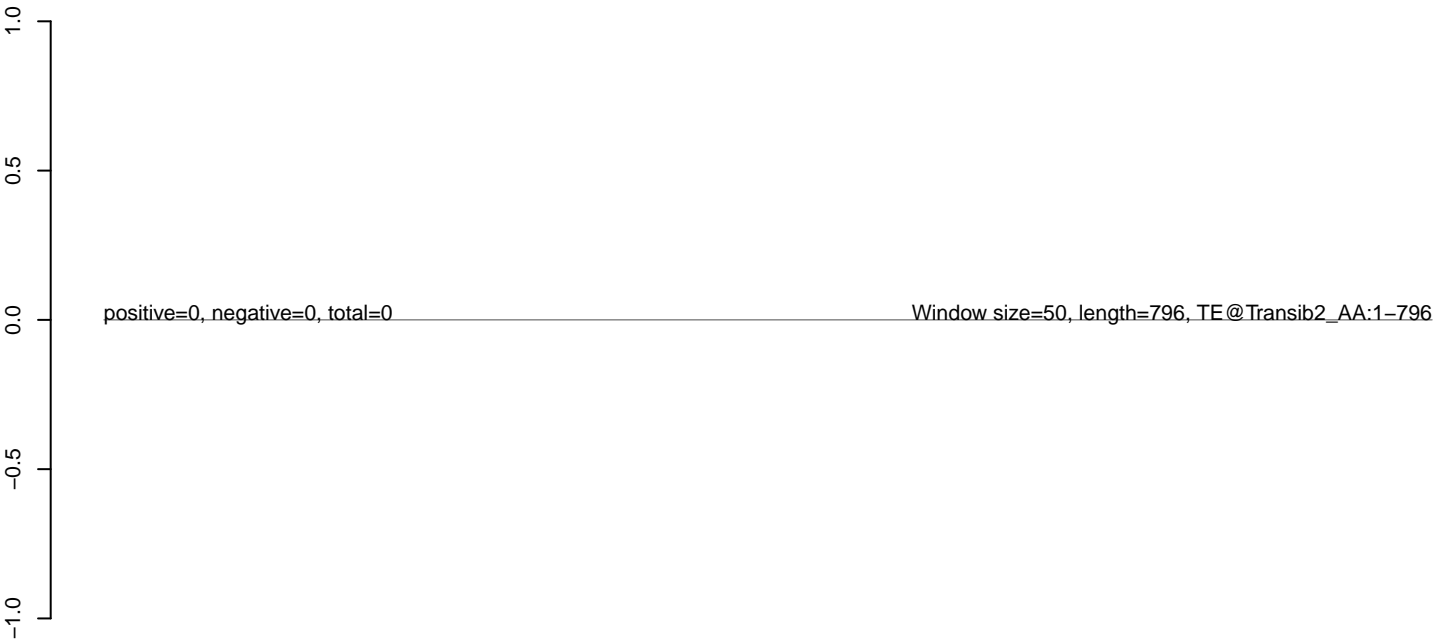 1.0
0.5
0.0
−0.5
−1.0
positive=0, negative=0, total=0
Window size=50, length=796, TE@Transib2_AA:1−796